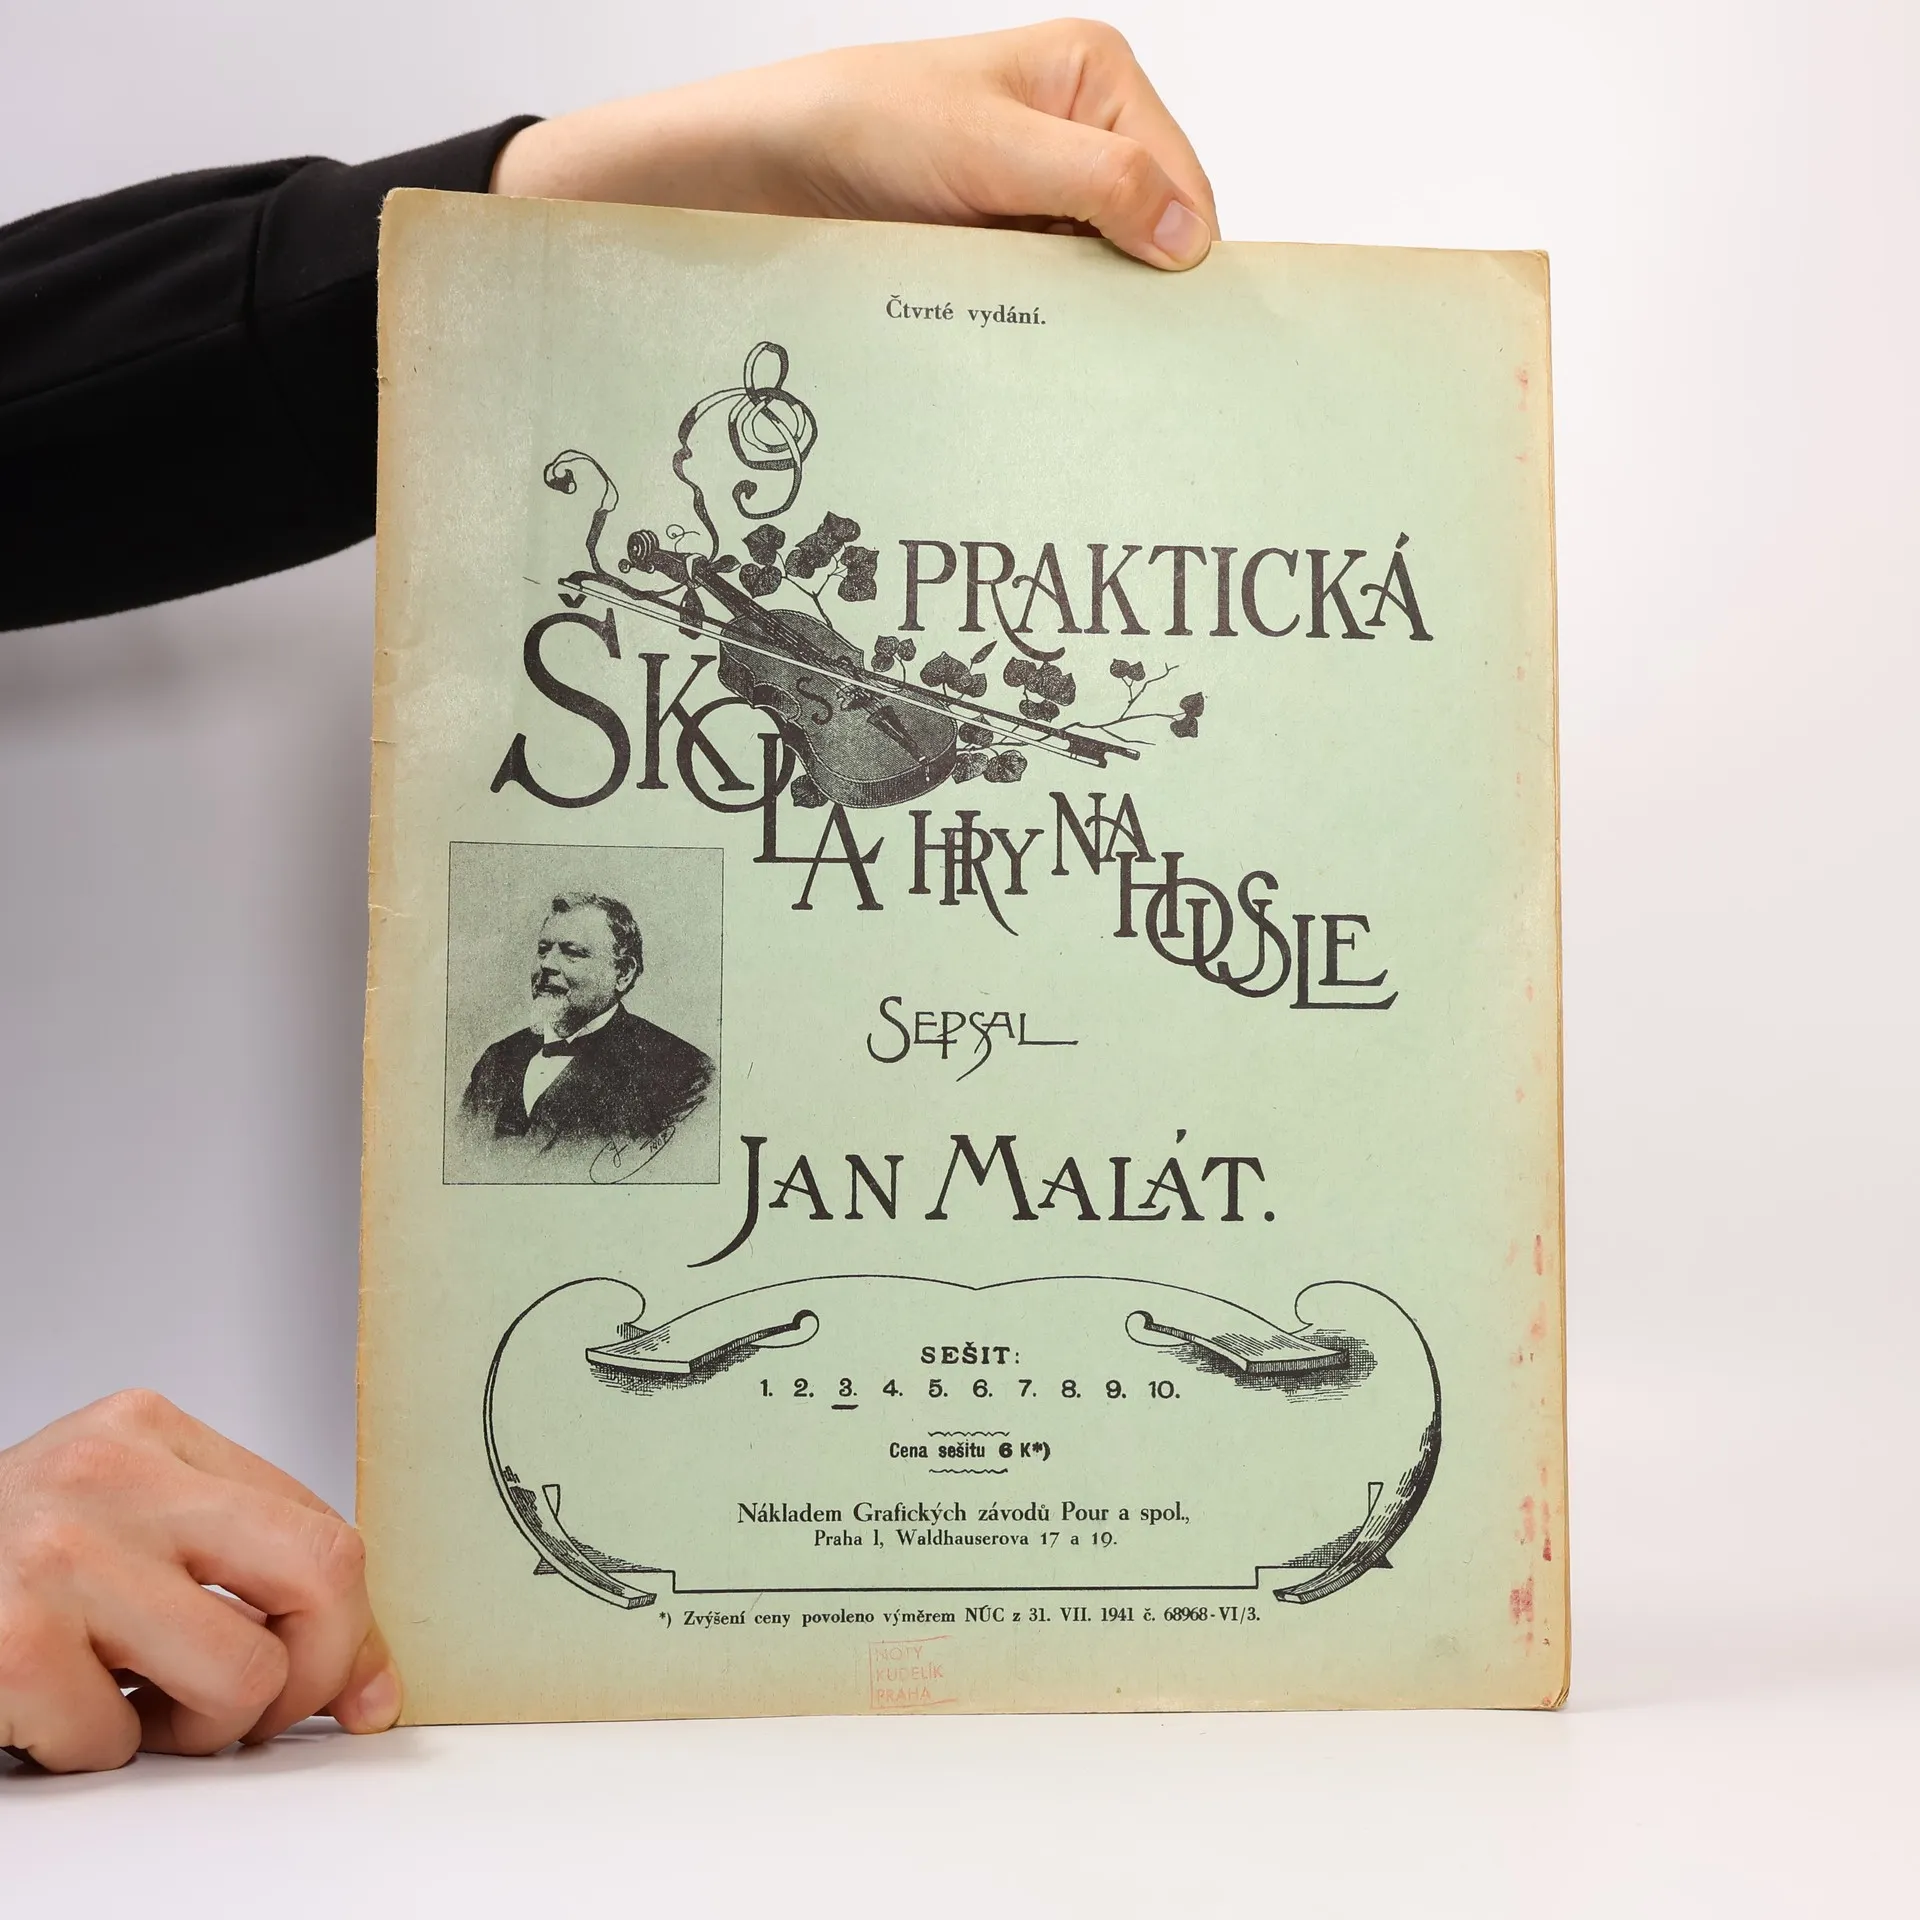 Čtvrté vydání.
PRAKTICKÁ
ŠKOLA HRY NA HOUSLE
SEPSAL
JAN MALÁT.
SEŠIT:
1. 2. 3. 4. 5. 6. 7. 8. 9. 10.
Cena sešitu 6 K*)
Nákladem Grafických závodů Pour a spol.,
Praha I, Waldhauserova 17 a 19.
*) Zvýšení ceny povoleno výměrem NÚC z 31. VII. 1941 č. 68968-VI/3.
NOTY
KUDELÍK
PRAHA